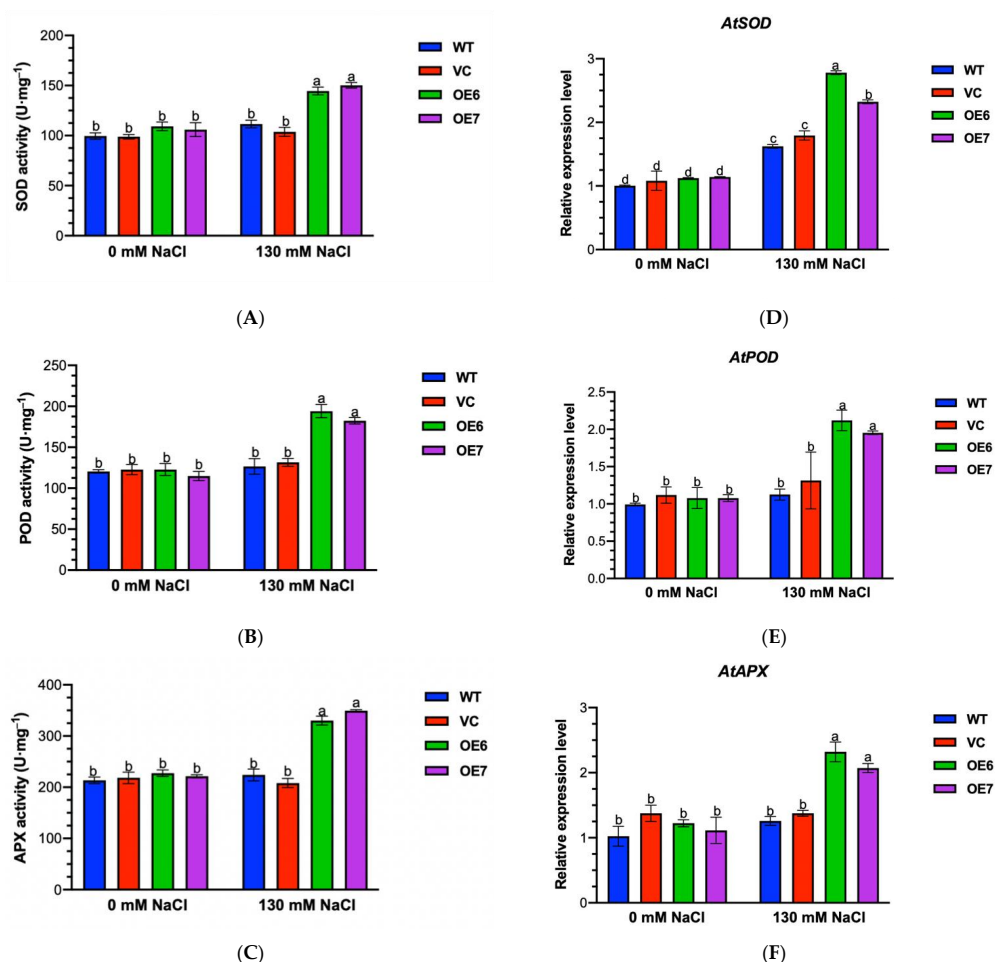 SOD activity (U·mg⁻¹)
200
150
100
50
0
b b b b b b a a
0 mM NaCl 130 mM NaCl
WT
VC
OE6
OE7
(A)
AtSOD
Relative expression level
3
2
1
0
d d d d c c a b
0 mM NaCl 130 mM NaCl
WT
VC
OE6
OE7
(D)
POD activity (U·mg⁻¹)
250
200
150
100
50
0
b b b b b b a a
0 mM NaCl 130 mM NaCl
WT
VC
OE6
OE7
(B)
AtPOD
Relative expression level
2.5
2.0
1.5
1.0
0.5
0.0
b b b b b b a a
0 mM NaCl 130 mM NaCl
WT
VC
OE6
OE7
(E)
APX activity (U·mg⁻¹)
400
300
200
100
0
b b b b b b a a
0 mM NaCl 130 mM NaCl
WT
VC
OE6
OE7
(C)
AtAPX
Relative expression level
3
2
1
0
b b b b b b a a
0 mM NaCl 130 mM NaCl
WT
VC
OE6
OE7
(F)